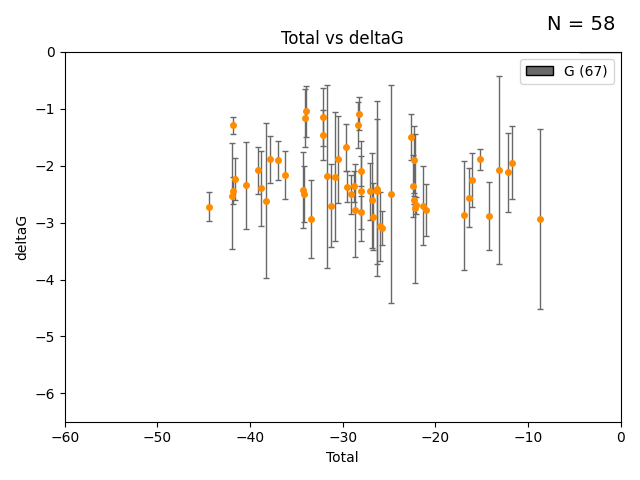 N = 58
Total vs deltaG
G (67)
0
−1
−2
−3
−4
−5
−6
deltaG
−60 −50 −40 −30 −20 −10 0
Total